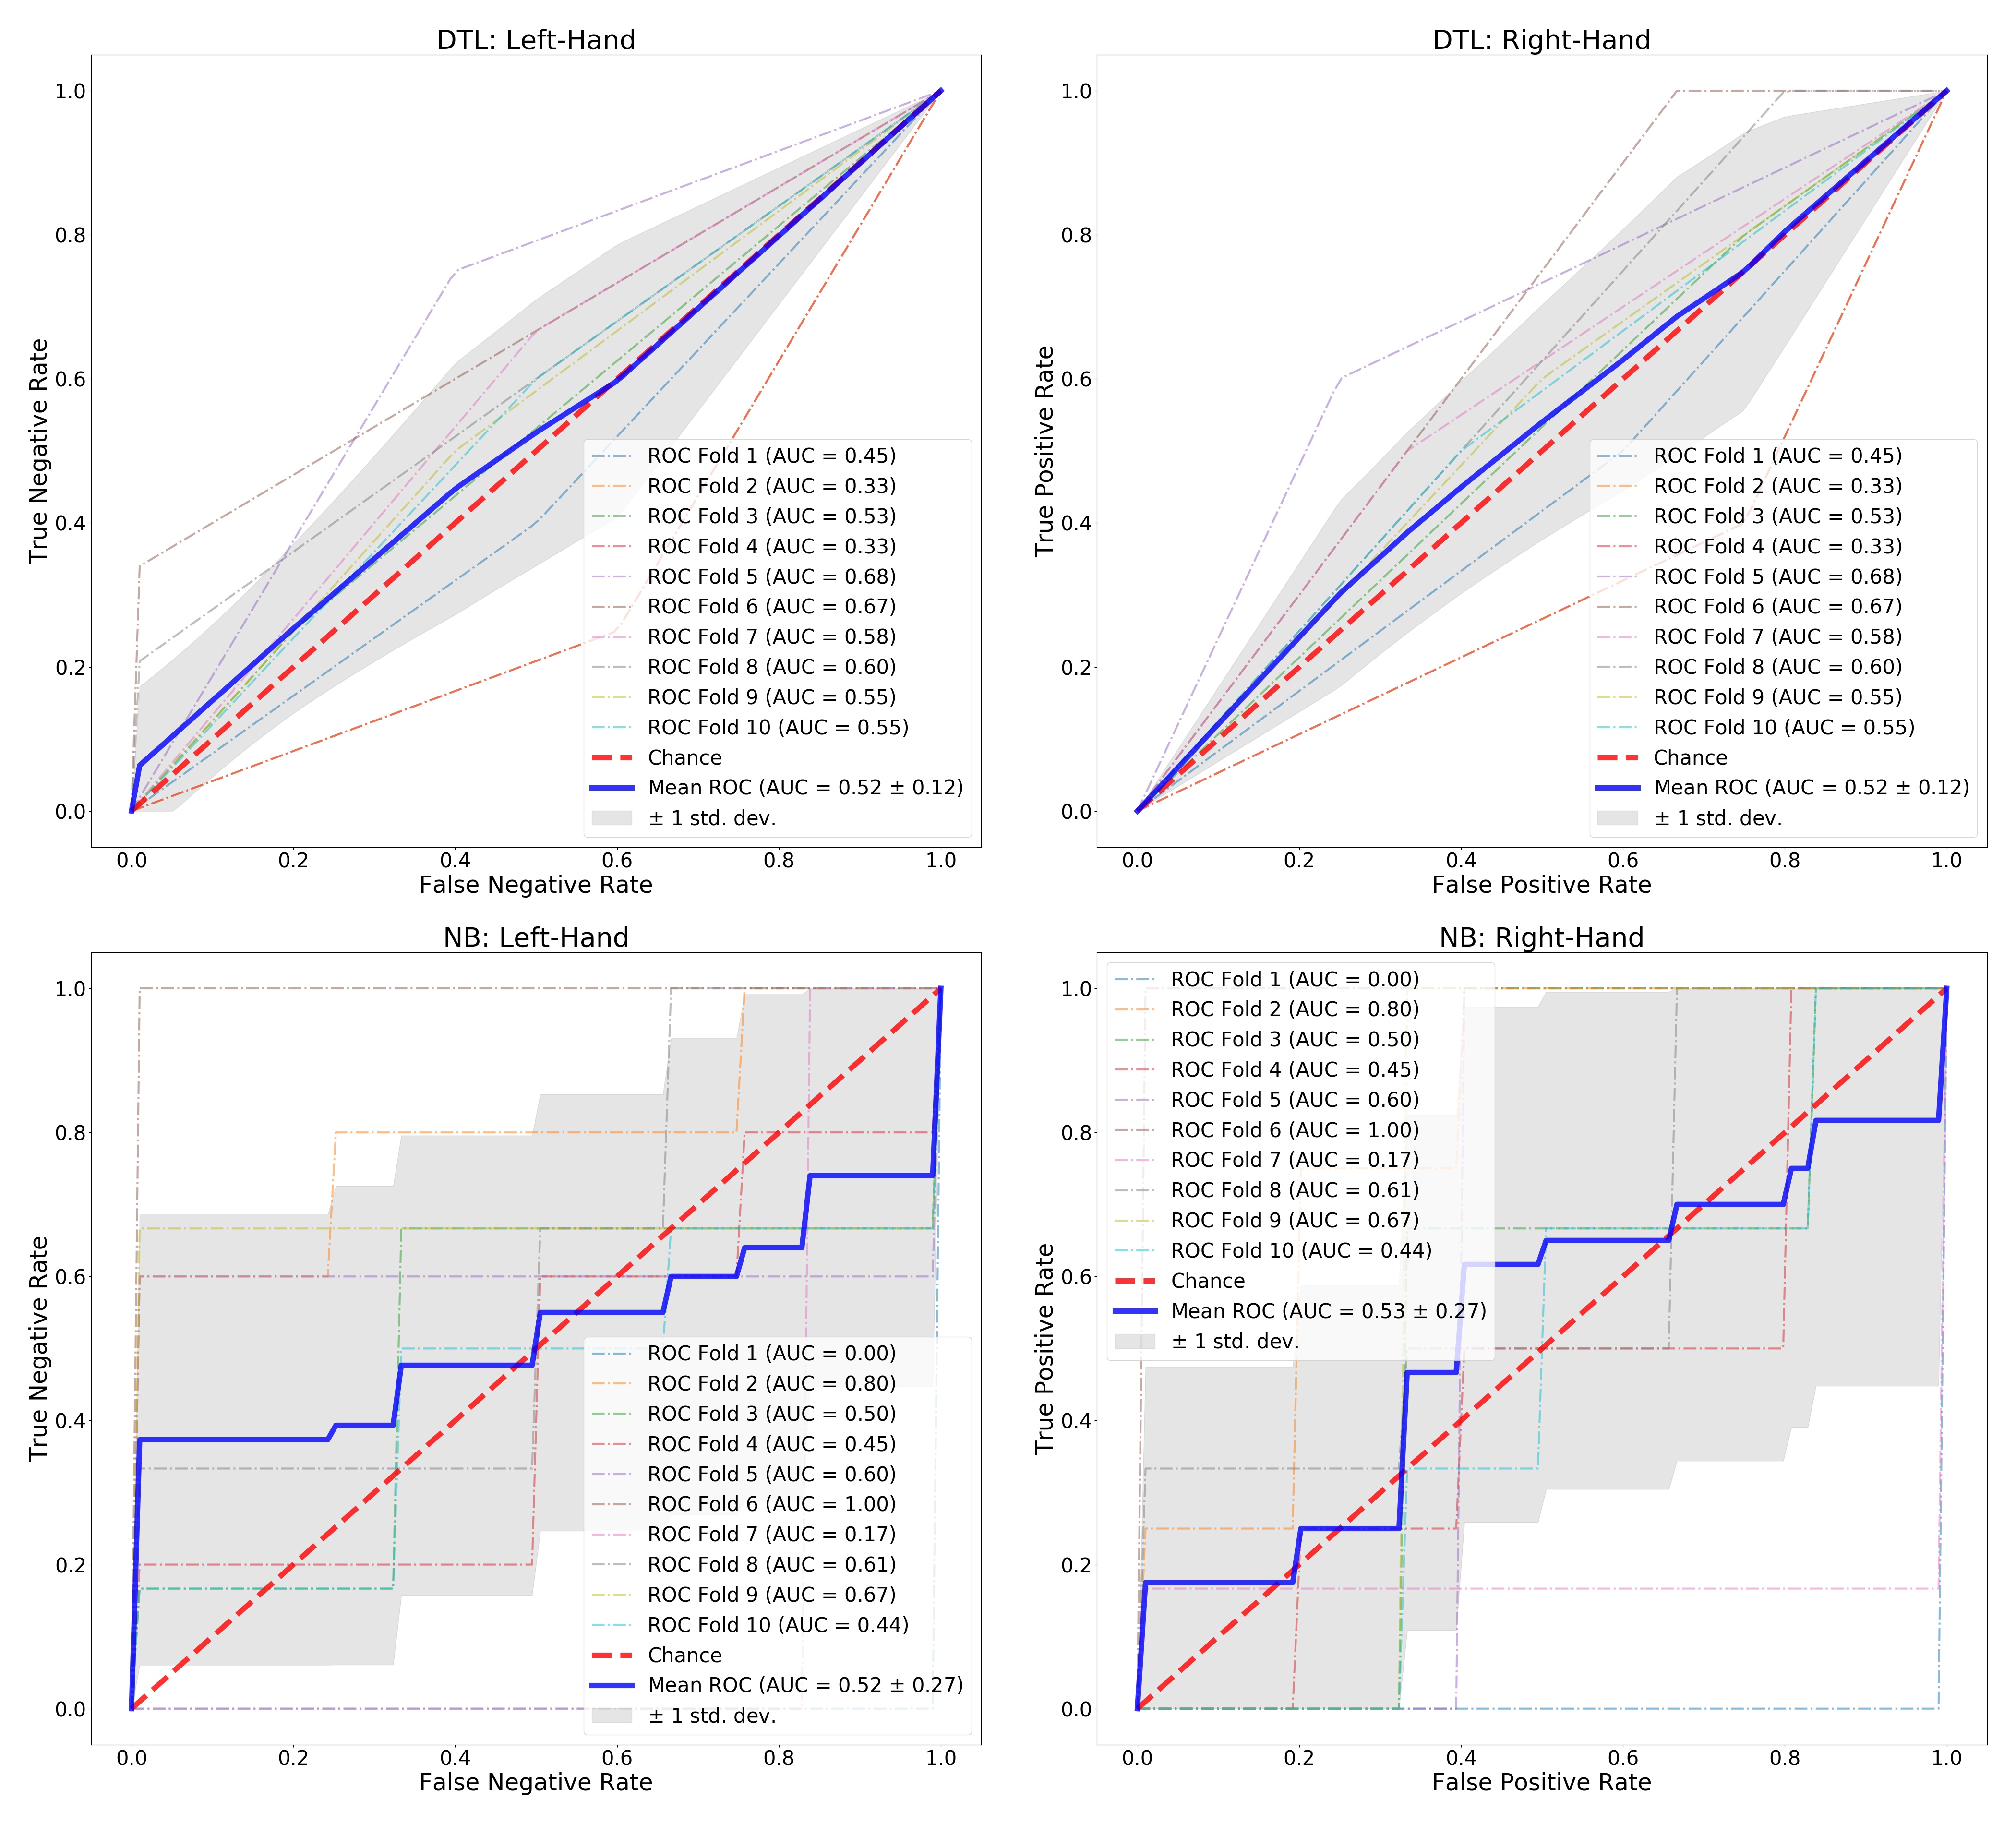 DTL: Left-Hand
True Negative Rate
1.0
0.8
0.6
0.4
0.2
0.0
ROC Fold 1 (AUC = 0.45)
ROC Fold 2 (AUC = 0.33)
ROC Fold 3 (AUC = 0.53)
ROC Fold 4 (AUC = 0.33)
ROC Fold 5 (AUC = 0.68)
ROC Fold 6 (AUC = 0.67)
ROC Fold 7 (AUC = 0.58)
ROC Fold 8 (AUC = 0.60)
ROC Fold 9 (AUC = 0.55)
ROC Fold 10 (AUC = 0.55)
Chance
Mean ROC (AUC = 0.52 ± 0.12)
± 1 std. dev.
0.0 0.2 0.4 0.6 0.8 1.0
False Negative Rate
DTL: Right-Hand
True Positive Rate
1.0
0.8
0.6
0.4
0.2
0.0
ROC Fold 1 (AUC = 0.45)
ROC Fold 2 (AUC = 0.33)
ROC Fold 3 (AUC = 0.53)
ROC Fold 4 (AUC = 0.33)
ROC Fold 5 (AUC = 0.68)
ROC Fold 6 (AUC = 0.67)
ROC Fold 7 (AUC = 0.58)
ROC Fold 8 (AUC = 0.60)
ROC Fold 9 (AUC = 0.55)
ROC Fold 10 (AUC = 0.55)
Chance
Mean ROC (AUC = 0.52 ± 0.12)
± 1 std. dev.
0.0 0.2 0.4 0.6 0.8 1.0
False Positive Rate
NB: Left-Hand
True Negative Rate
1.0
0.8
0.6
0.4
0.2
0.0
ROC Fold 1 (AUC = 0.00)
ROC Fold 2 (AUC = 0.80)
ROC Fold 3 (AUC = 0.50)
ROC Fold 4 (AUC = 0.45)
ROC Fold 5 (AUC = 0.60)
ROC Fold 6 (AUC = 1.00)
ROC Fold 7 (AUC = 0.17)
ROC Fold 8 (AUC = 0.61)
ROC Fold 9 (AUC = 0.67)
ROC Fold 10 (AUC = 0.44)
Chance
Mean ROC (AUC = 0.52 ± 0.27)
± 1 std. dev.
0.0 0.2 0.4 0.6 0.8 1.0
False Negative Rate
NB: Right-Hand
True Positive Rate
1.0
0.8
0.6
0.4
0.2
0.0
ROC Fold 1 (AUC = 0.00)
ROC Fold 2 (AUC = 0.80)
ROC Fold 3 (AUC = 0.50)
ROC Fold 4 (AUC = 0.45)
ROC Fold 5 (AUC = 0.60)
ROC Fold 6 (AUC = 1.00)
ROC Fold 7 (AUC = 0.17)
ROC Fold 8 (AUC = 0.61)
ROC Fold 9 (AUC = 0.67)
ROC Fold 10 (AUC = 0.44)
Chance
Mean ROC (AUC = 0.53 ± 0.27)
± 1 std. dev.
0.0 0.2 0.4 0.6 0.8 1.0
False Positive Rate